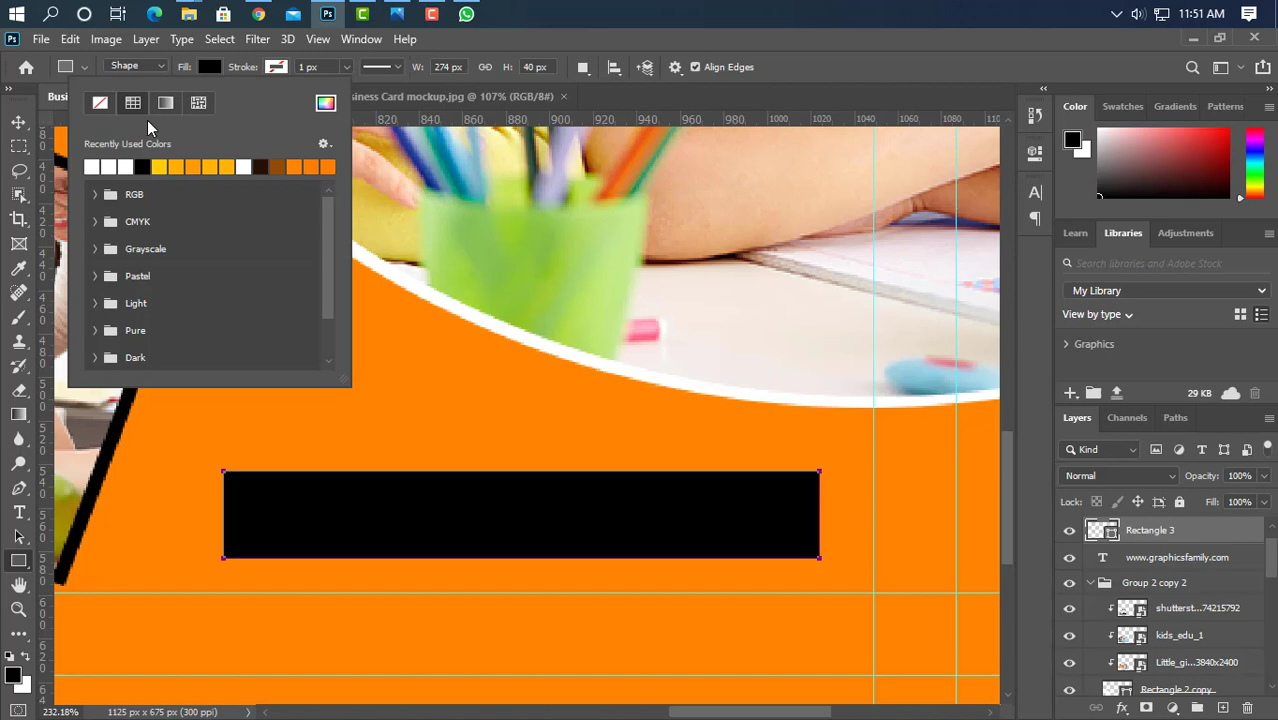 11:51 AM
Ps File Edit Image Layer Type Select Filter 3D View Window Help
Shape Fill: Stroke: 1 px W: 274 px H: 40 px Align Edges
Busi
siness Card mockup.jpg @ 107% (RGB/8#) ×
820 840 860 880 900 920 940 960 980 1000 1020 1040 1060 1080 110
Recently Used Colors
RGB
CMYK
Grayscale
Pastel
Light
Pure
Dark
Color Swatches Gradients Patterns
Learn Libraries Adjustments
Search libraries and Adobe Stock
My Library
View by type
Graphics
29 KB
Layers Channels Paths
Kind
Normal Opacity: 100%
Lock: Fill: 100%
Rectangle 3
T www.graphicsfamily.com
Group 2 copy 2
shutterst...74215792
kids_edu_1
Little_gi...3840x2400
Rectangle 2 copy
232.18% 1125 px x 675 px (300 ppi)